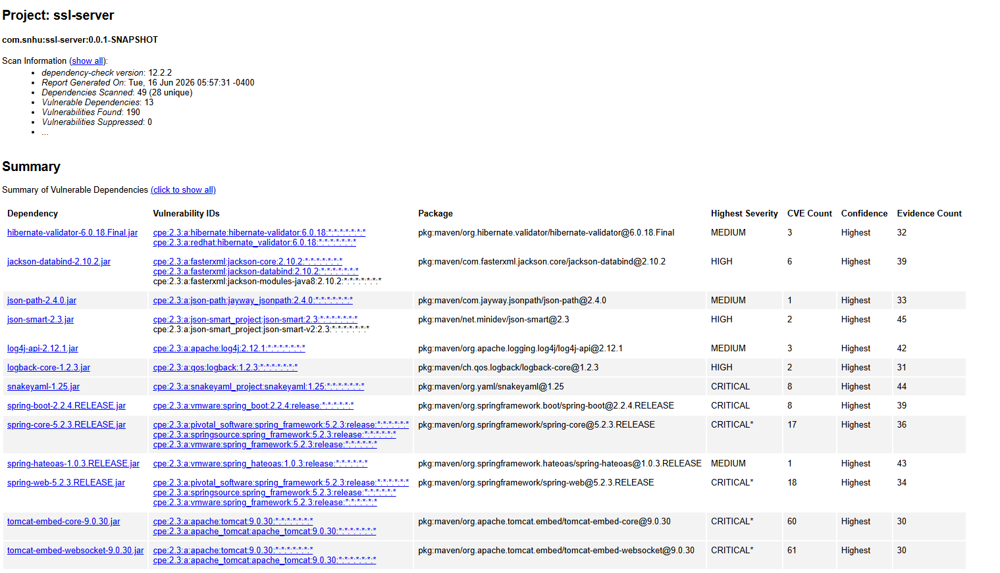 Project: ssl-server
com.snhu:ssl-server:0.0.1-SNAPSHOT
Scan Information (show all):
• dependency-check version: 12.2.2
• Report Generated On: Tue, 16 Jun 2026 05:57:31 -0400
• Dependencies Scanned: 49 (28 unique)
• Vulnerable Dependencies: 13
• Vulnerabilities Found: 190
• Vulnerabilities Suppressed: 0
• ...
Summary
Summary of Vulnerable Dependencies (click to show all)
Dependency Vulnerability IDs Package Highest Severity CVE Count Confidence Evidence Count
hibernate-validator-6.0.18.Final.jar cpe:2.3:a:hibernate:hibernate-validator:6.0.18:*:*:*:*:*:*:* pkg:maven/org.hibernate.validator/hibernate-validator@6.0.18.Final MEDIUM 3 Highest 32
cpe:2.3:a:redhat:hibernate_validator:6.0.18:*:*:*:*:*:*:*
jackson-databind-2.10.2.jar cpe:2.3:a:fasterxml:jackson-core:2.10.2:*:*:*:*:*:*:* pkg:maven/com.fasterxml.jackson.core/jackson-databind@2.10.2 HIGH 6 Highest 39
cpe:2.3:a:fasterxml:jackson-databind:2.10.2:*:*:*:*:*:*:*
cpe:2.3:a:fasterxml:jackson-modules-java8:2.10.2:*:*:*:*:*:*:*
json-path-2.4.0.jar cpe:2.3:a:json-path:jayway_jsonpath:2.4.0:*:*:*:*:*:*:* pkg:maven/com.jayway.jsonpath/json-path@2.4.0 MEDIUM 1 Highest 33
json-smart-2.3.jar cpe:2.3:a:json-smart_project:json-smart:2.3:*:*:*:*:*:*:* pkg:maven/net.minidev/json-smart@2.3 HIGH 2 Highest 45
cpe:2.3:a:json-smart_project:json-smart-v2:2.3:*:*:*:*:*:*:*
log4j-api-2.12.1.jar cpe:2.3:a:apache:log4j:2.12.1:*:*:*:*:*:*:* pkg:maven/org.apache.logging.log4j/log4j-api@2.12.1 MEDIUM 3 Highest 42
logback-core-1.2.3.jar cpe:2.3:a:qos:logback:1.2.3:*:*:*:*:*:*:* pkg:maven/ch.qos.logback/logback-core@1.2.3 HIGH 2 Highest 31
snakeyaml-1.25.jar cpe:2.3:a:snakeyaml_project:snakeyaml:1.25:*:*:*:*:*:*:* pkg:maven/org.yaml/snakeyaml@1.25 CRITICAL 8 Highest 44
spring-boot-2.2.4.RELEASE.jar cpe:2.3:a:vmware:spring_boot:2.2.4:release:*:*:*:*:*:* pkg:maven/org.springframework.boot/spring-boot@2.2.4.RELEASE CRITICAL 8 Highest 39
spring-core-5.2.3.RELEASE.jar cpe:2.3:a:pivotal_software:spring_framework:5.2.3:release:*:*:*:*:*:* pkg:maven/org.springframework/spring-core@5.2.3.RELEASE CRITICAL* 17 Highest 36
cpe:2.3:a:springsource:spring_framework:5.2.3:release:*:*:*:*:*:*
cpe:2.3:a:vmware:spring_framework:5.2.3:release:*:*:*:*:*:*
spring-hateoas-1.0.3.RELEASE.jar cpe:2.3:a:vmware:spring_hateoas:1.0.3:release:*:*:*:*:*:* pkg:maven/org.springframework.hateoas/spring-hateoas@1.0.3.RELEASE MEDIUM 1 Highest 43
spring-web-5.2.3.RELEASE.jar cpe:2.3:a:pivotal_software:spring_framework:5.2.3:release:*:*:*:*:*:* pkg:maven/org.springframework/spring-web@5.2.3.RELEASE CRITICAL* 18 Highest 34
cpe:2.3:a:springsource:spring_framework:5.2.3:release:*:*:*:*:*:*
cpe:2.3:a:vmware:spring_framework:5.2.3:release:*:*:*:*:*:*
tomcat-embed-core-9.0.30.jar cpe:2.3:a:apache:tomcat:9.0.30:*:*:*:*:*:*:* pkg:maven/org.apache.tomcat.embed/tomcat-embed-core@9.0.30 CRITICAL* 60 Highest 30
cpe:2.3:a:apache_tomcat:apache_tomcat:9.0.30:*:*:*:*:*:*:*
tomcat-embed-websocket-9.0.30.jar cpe:2.3:a:apache:tomcat:9.0.30:*:*:*:*:*:*:* pkg:maven/org.apache.tomcat.embed/tomcat-embed-websocket@9.0.30 CRITICAL* 61 Highest 30
cpe:2.3:a:apache_tomcat:apache_tomcat:9.0.30:*:*:*:*:*:*:*